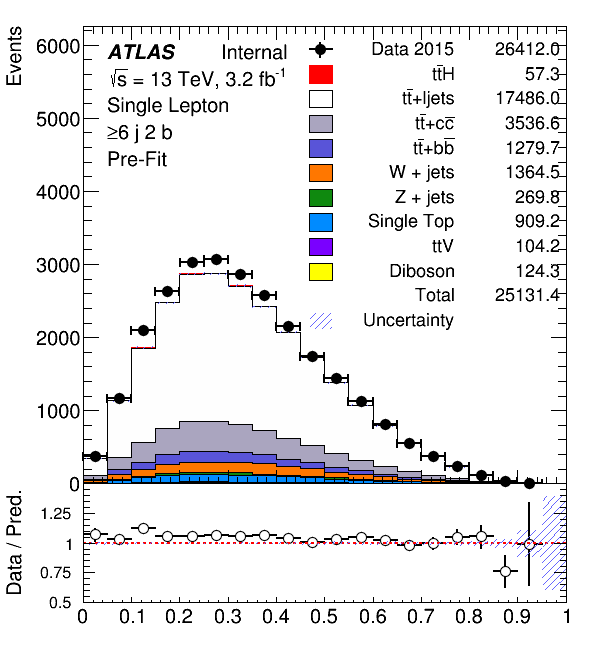 Events
6000
5000
4000
3000
2000
1000
0
ATLAS Internal
√s = 13 TeV, 3.2 fb⁻¹
Single Lepton
≥6 j 2 b
Pre-Fit
Data 2015 26412.0
tt̄H 57.3
tt̄+ljets 17486.0
tt̄+cc̄ 3536.6
tt̄+bb̄ 1279.7
W + jets 1364.5
Z + jets 269.8
Single Top 909.2
ttV 104.2
Diboson 124.3
Total 25131.4
Uncertainty
Data / Pred.
1.25
1
0.75
0.5
0 0.1 0.2 0.3 0.4 0.5 0.6 0.7 0.8 0.9 1